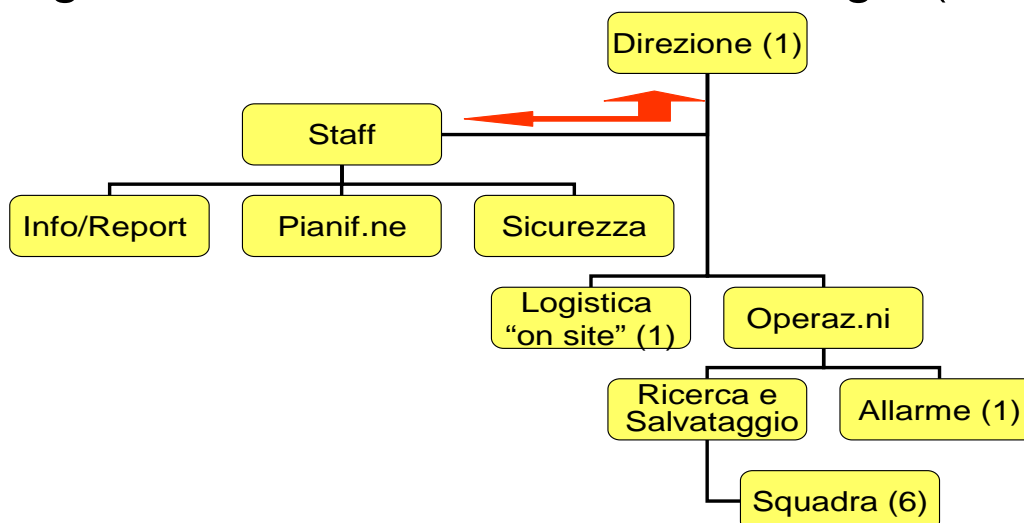 Direzione (1)
Staff
Info/Report
Pianif.ne
Sicurezza
Logistica
“on site” (1)
Operaz.ni
Ricerca e
Salvataggio
Allarme (1)
Squadra (6)